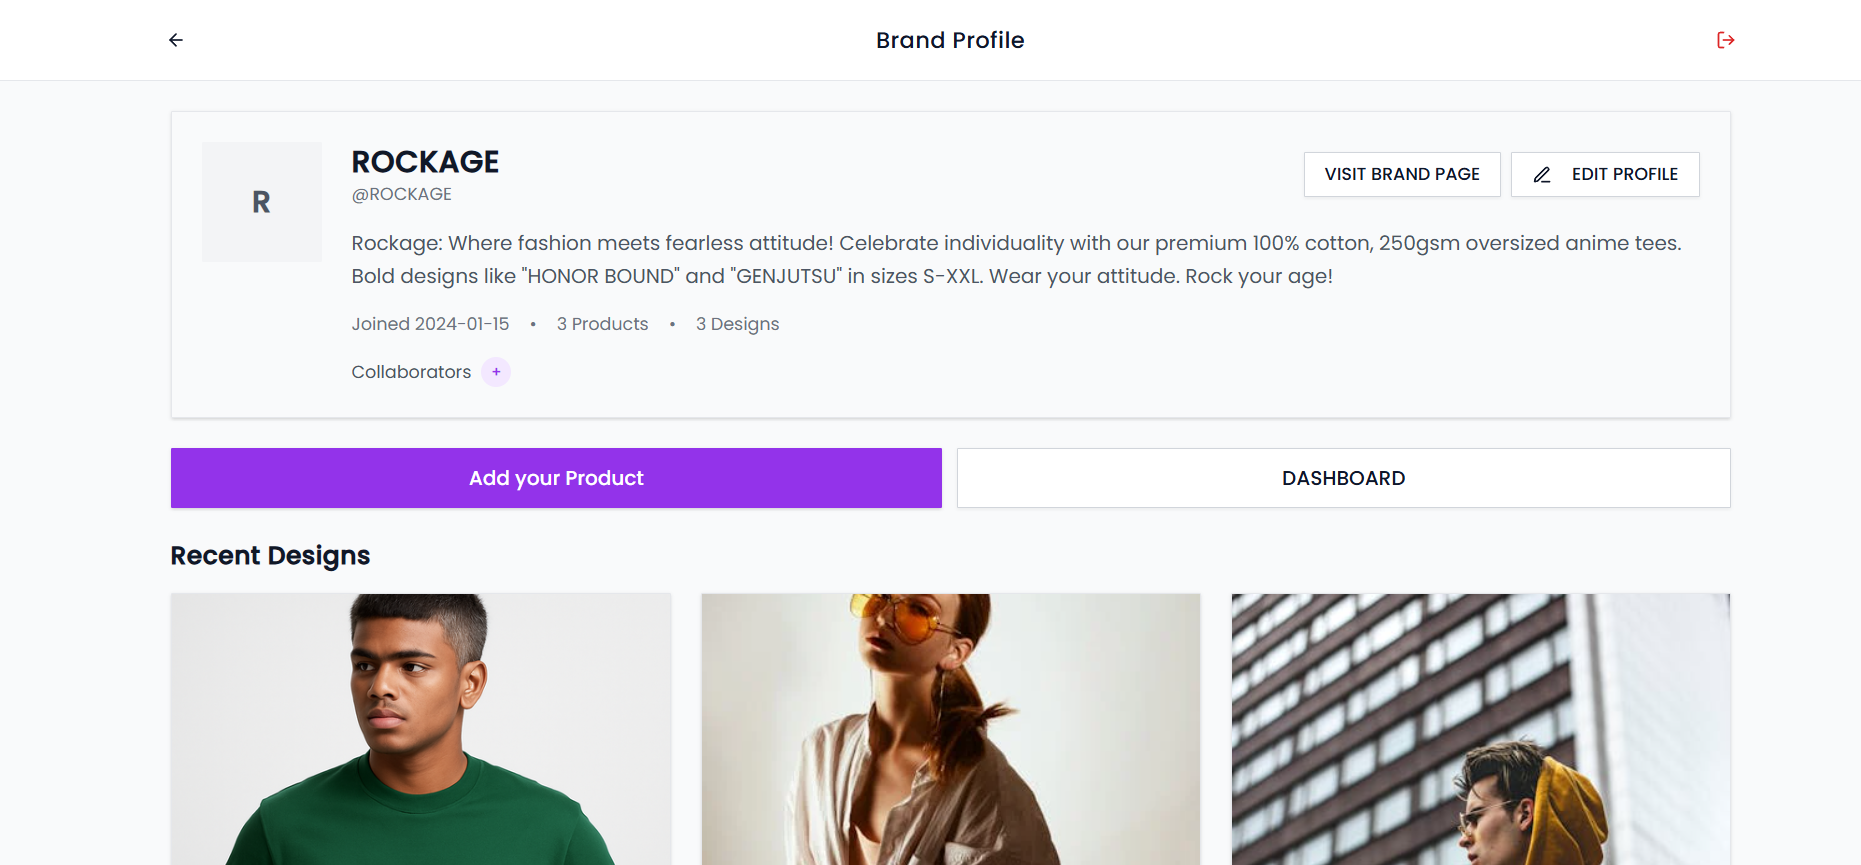 Brand Profile
R
ROCKAGE
@ROCKAGE
VISIT BRAND PAGE
EDIT PROFILE
Rockage: Where fashion meets fearless attitude! Celebrate individuality with our premium 100% cotton, 250gsm oversized anime tees.
Bold designs like "HONOR BOUND" and "GENJUTSU" in sizes S-XXL. Wear your attitude. Rock your age!
Joined 2024-01-15 • 3 Products • 3 Designs
Collaborators +
Add your Product
DASHBOARD
Recent Designs